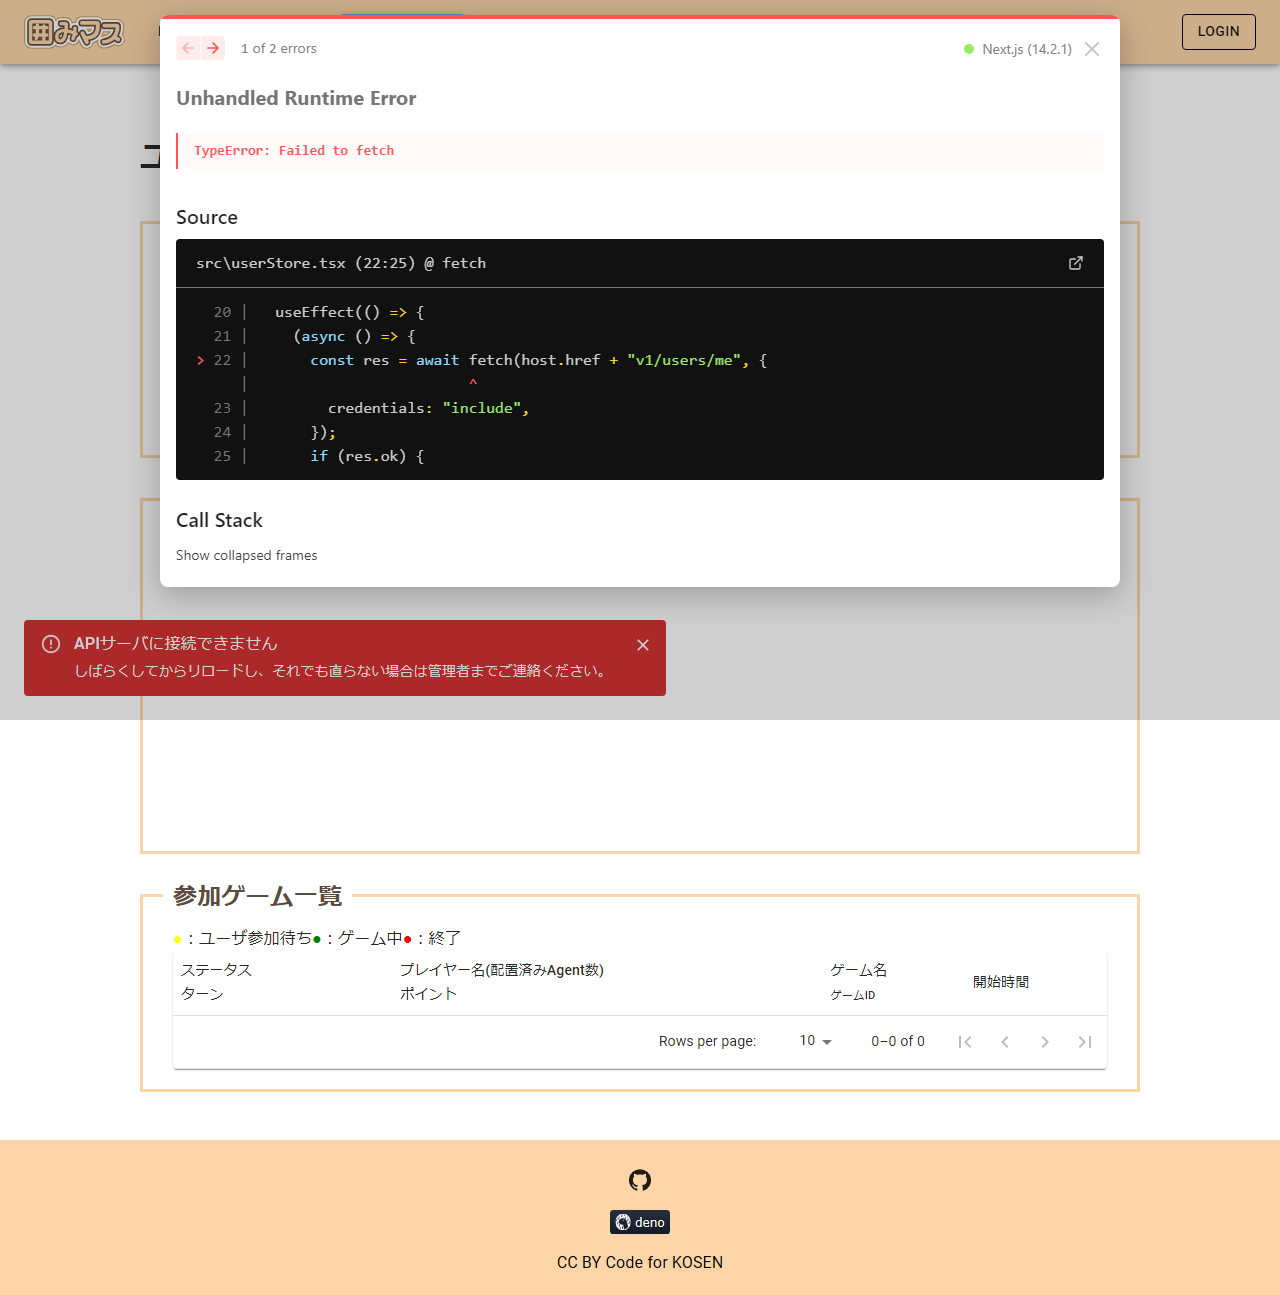 囲みマス
LOGIN
1 of 2 errors
Next.js (14.2.1)
Unhandled Runtime Error
TypeError: Failed to fetch
Source
src\userStore.tsx (22:25) @ fetch
20 |   useEffect(() => {
21 |     (async () => {
> 22 |       const res = await fetch(host.href + "v1/users/me", {
|                         ^
23 |         credentials: "include",
24 |       });
25 |       if (res.ok) {
Call Stack
Show collapsed frames
APIサーバに接続できません
しばらくしてからリロードし、それでも直らない場合は管理者までご連絡ください。
参加ゲーム一覧
●：ユーザ参加待ち●：ゲーム中●：終了
ステータス
ターン
プレイヤー名(配置済みAgent数)
ポイント
ゲーム名
ゲームID
開始時間
Rows per page: 10 0–0 of 0
deno
CC BY Code for KOSEN